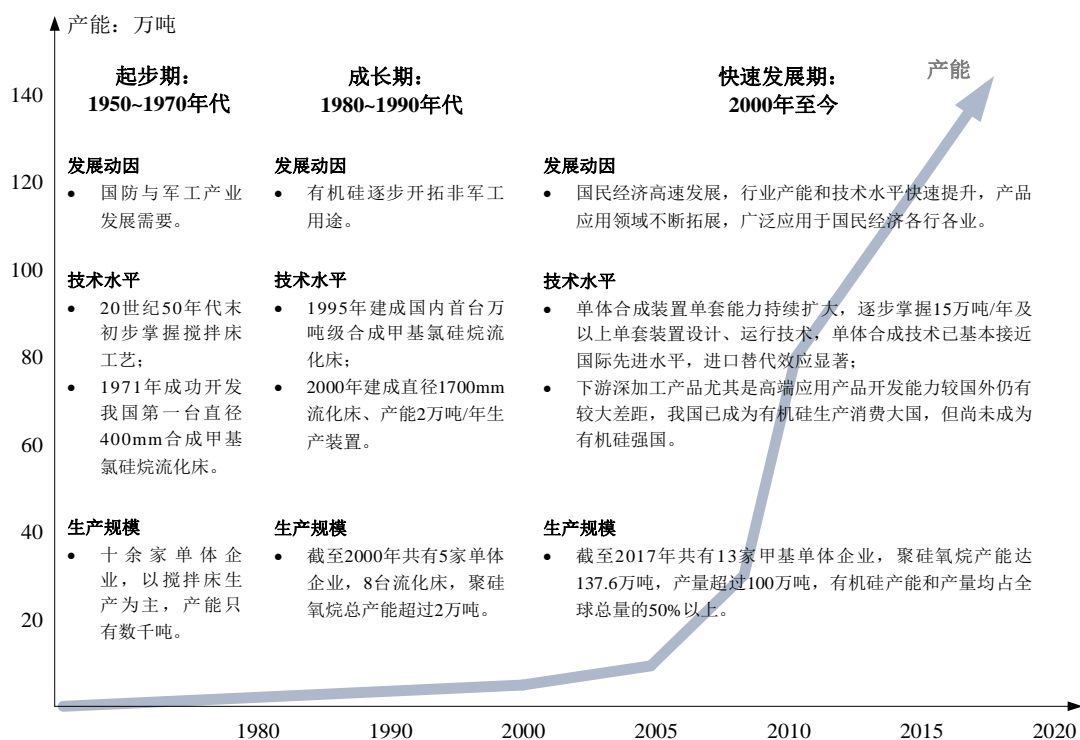 产能：万吨
产能
140
120
100
80
60
40
20
起步期：
1950~1970年代
发展动因
• 国防与军工产业
发展需要。
技术水平
• 20世纪50年代末
初步掌握搅拌床
工艺；
• 1971年成功开发
我国第一台直径
400mm合成甲基
氯硅烷流化床。
生产规模
• 十余家单体企
业，以搅拌床生
产为主，产能只
有数千吨。
成长期：
1980~1990年代
发展动因
• 有机硅逐步开拓非军工
用途。
技术水平
• 1995年建成国内首台万
吨级合成甲基氯硅烷流
化床；
• 2000年建成直径1700mm
流化床、产能2万吨/年生
产装置。
生产规模
• 截至2000年共有5家单体
企业，8台流化床，聚硅
氧烷总产能超过2万吨。
快速发展期：
2000年至今
发展动因
• 国民经济高速发展，行业产能和技术水平快速提升，产品
应用领域不断拓展，广泛应用于国民经济各行各业。
技术水平
• 单体合成装置单套能力持续扩大，逐步掌握15万吨/年及
以上单套装置设计、运行技术，单体合成技术已基本接近
国际先进水平，进口替代效应显著；
• 下游深加工产品尤其是高端应用产品开发能力较国外仍有
较大差距，我国已成为有机硅生产消费大国，但尚未成为
有机硅强国。
生产规模
• 截至2017年共有13家甲基单体企业，聚硅氧烷产能达
137.6万吨，产量超过100万吨，有机硅产能和产量均占全
球总量的50%以上。
1980
1990
2000
2005
2010
2015
2020